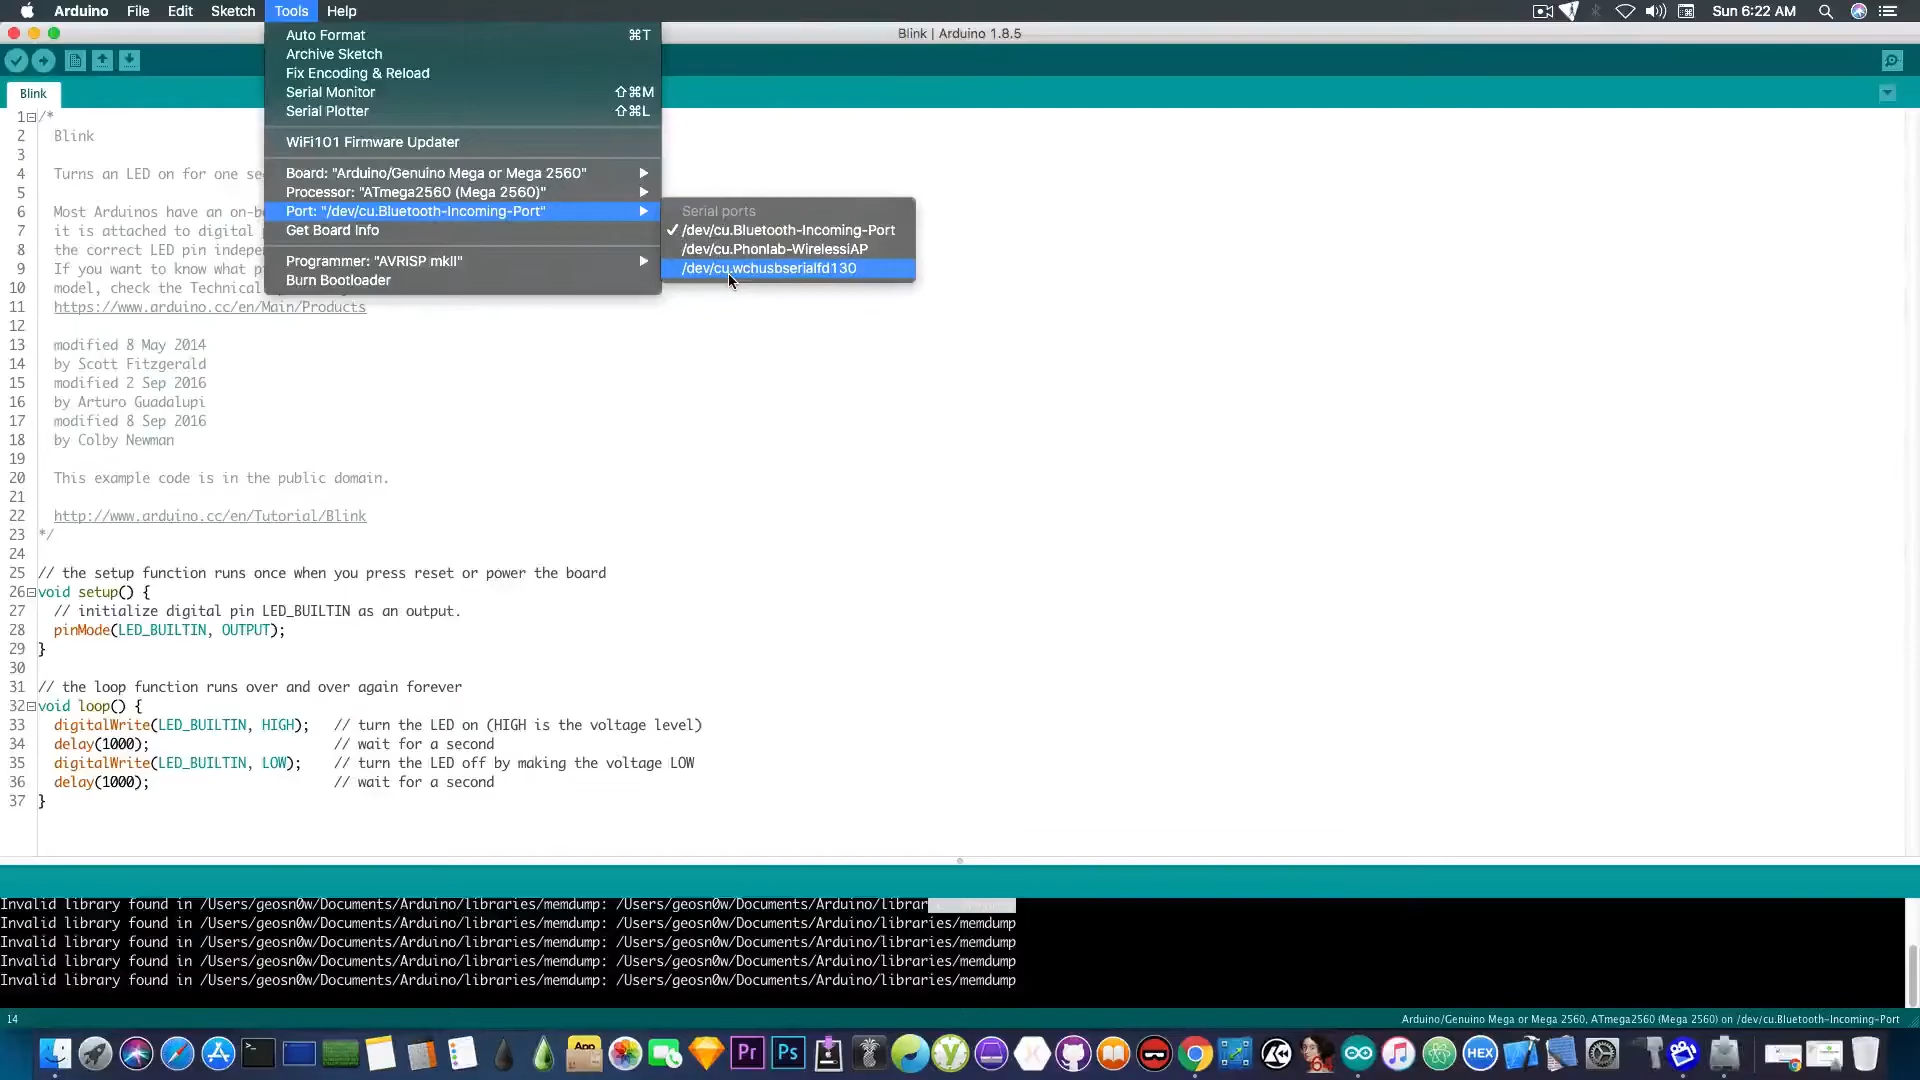 Arduino File Edit Sketch Tools Help Sun 6:22 AM
Blink | Arduino 1.8.5
Auto Format ⌘T
Archive Sketch
Fix Encoding & Reload
Serial Monitor ⇧⌘M
Serial Plotter ⇧⌘L
WiFi101 Firmware Updater
Board: "Arduino/Genuino Mega or Mega 2560"
Processor: "ATmega2560 (Mega 2560)"
Port: "/dev/cu.Bluetooth-Incoming-Port"
Get Board Info
Programmer: "AVRISP mkII"
Burn Bootloader
Serial ports
✓ /dev/cu.Bluetooth-Incoming-Port
/dev/cu.Phonlab-WirelessiAP
/dev/cu.wchusbserialfd130
Blink
1 /*
2 Blink
3
4 Turns an LED on for one se
5
6 Most Arduinos have an on-b
7 it is attached to digital
8 the correct LED pin indepen
9 If you want to know what p
10 model, check the Technical
11 https://www.arduino.cc/en/Main/Products
12
13 modified 8 May 2014
14 by Scott Fitzgerald
15 modified 2 Sep 2016
16 by Arturo Guadalupi
17 modified 8 Sep 2016
18 by Colby Newman
19
20 This example code is in the public domain.
21
22 http://www.arduino.cc/en/Tutorial/Blink
23 */
24
25 // the setup function runs once when you press reset or power the board
26 void setup() {
27 // initialize digital pin LED_BUILTIN as an output.
28 pinMode(LED_BUILTIN, OUTPUT);
29 }
30
31 // the loop function runs over and over again forever
32 void loop() {
33 digitalWrite(LED_BUILTIN, HIGH); // turn the LED on (HIGH is the voltage level)
34 delay(1000); // wait for a second
35 digitalWrite(LED_BUILTIN, LOW); // turn the LED off by making the voltage LOW
36 delay(1000); // wait for a second
37 }
Invalid library found in /Users/geosn0w/Documents/Arduino/libraries/memdump: /Users/geosn0w/Documents/Arduino/librar
Invalid library found in /Users/geosn0w/Documents/Arduino/libraries/memdump: /Users/geosn0w/Documents/Arduino/libraries/memdump
Invalid library found in /Users/geosn0w/Documents/Arduino/libraries/memdump: /Users/geosn0w/Documents/Arduino/libraries/memdump
Invalid library found in /Users/geosn0w/Documents/Arduino/libraries/memdump: /Users/geosn0w/Documents/Arduino/libraries/memdump
Invalid library found in /Users/geosn0w/Documents/Arduino/libraries/memdump: /Users/geosn0w/Documents/Arduino/libraries/memdump
14 Arduino/Genuino Mega or Mega 2560, ATmega2560 (Mega 2560) on /dev/cu.Bluetooth-Incoming-Port
App Pr Ps HEX